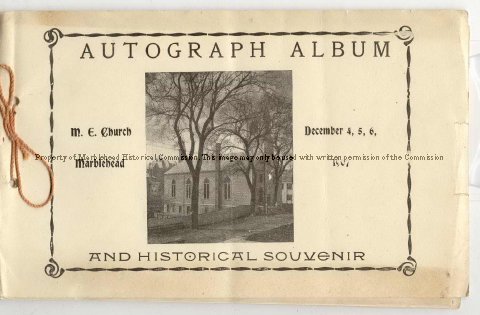 AUTOGRAPH ALBUM
M. E. Church
December 4, 5, 6,
Property of Marblehead Historical Commission. This image may only be used with written permission of the Commission
Marblehead
AND HISTORICAL SOUVENIR